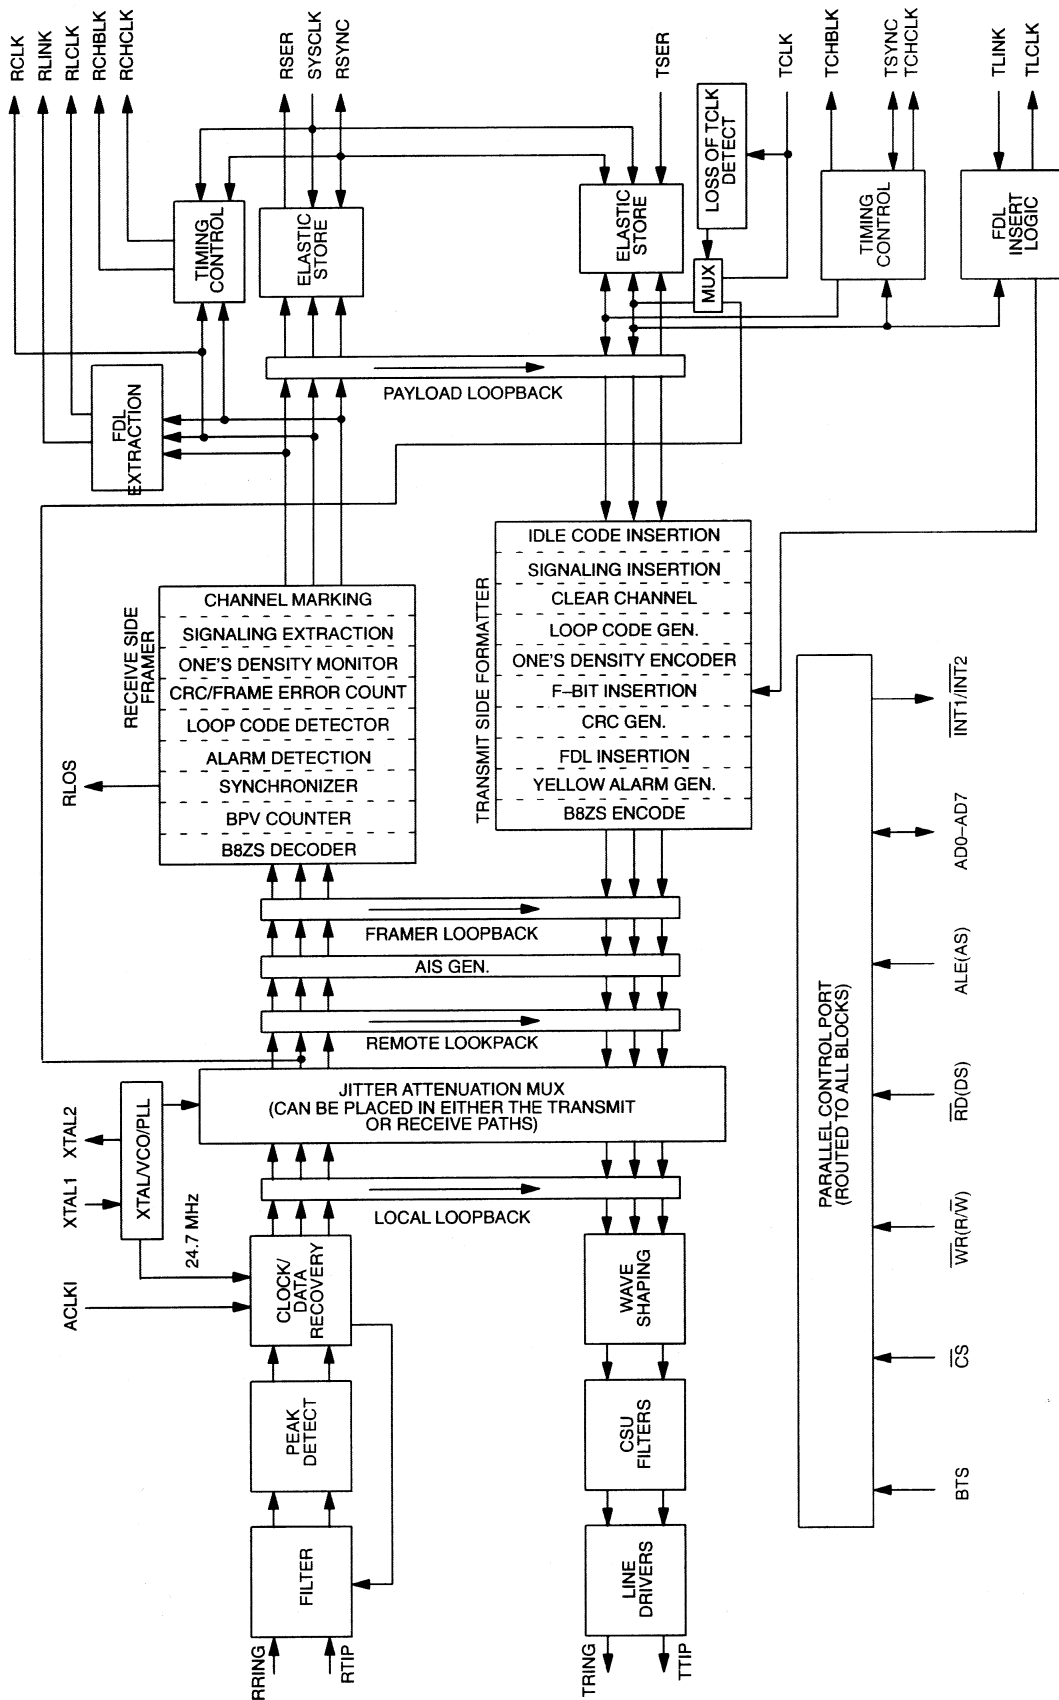 RCLK
RLINK
RLCLK
RCHBLK
RCHCLK
RSER
SYSCLK
RSYNC
TSER
TCLK
TCHBLK
TSYNC
TCHCLK
TLINK
TLCLK
TIMING
CONTROL
ELASTIC
STORE
ELASTIC
STORE
LOSS OF TCLK
DETECT
MUX
TIMING
CONTROL
FDL
INSERT
LOGIC
FDL
EXTRACTION
PAYLOAD LOOPBACK
RECEIVE SIDE
FRAMER
CHANNEL MARKING
SIGNALING EXTRACTION
ONE'S DENSITY MONITOR
CRC/FRAME ERROR COUNT
LOOP CODE DETECTOR
ALARM DETECTION
SYNCHRONIZER
BPV COUNTER
B8ZS DECODER
RLOS
TRANSMIT SIDE FORMATTER
IDLE CODE INSERTION
SIGNALING INSERTION
CLEAR CHANNEL
LOOP CODE GEN.
ONE'S DENSITY ENCODER
F–BIT INSERTION
CRC GEN.
FDL INSERTION
YELLOW ALARM GEN.
B8ZS ENCODE
FRAMER LOOPBACK
AIS GEN.
REMOTE LOOKPACK
JITTER ATTENUATION MUX
(CAN BE PLACED IN EITHER THE TRANSMIT
OR RECEIVE PATHS)
LOCAL LOOPBACK
XTAL2
XTAL1
XTAL/VCO/PLL
24.7 MHz
ACLKI
CLOCK/
DATA
RECOVERY
PEAK
DETECT
FILTER
RRING
RTIP
WAVE
SHAPING
CSU
FILTERS
LINE
DRIVERS
TRING
TTIP
PARALLEL CONTROL PORT
(ROUTED TO ALL BLOCKS)
INT1/INT2
AD0–AD7
ALE(AS)
RD(DS)
WR(R/W)
CS
BTS